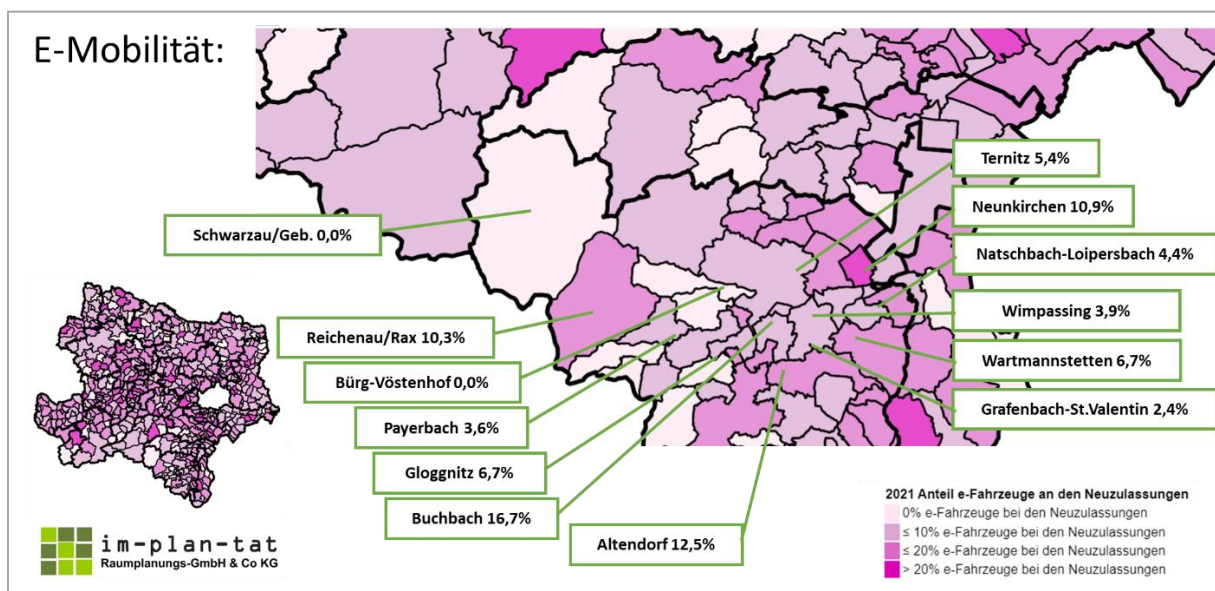 E-Mobilität:
Ternitz 5,4%
Neunkirchen 10,9%
Schwarzau/Geb. 0,0%
Natschbach-Loipersbach 4,4%
Wimpassing 3,9%
Reichenau/Rax 10,3%
Wartmannstetten 6,7%
Bürg-Vöstenhof 0,0%
Grafenbach-St.Valentin 2,4%
Payerbach 3,6%
Gloggnitz 6,7%
Buchbach 16,7%
Altendorf 12,5%
2021 Anteil e-Fahrzeuge an den Neuzulassungen
0% e-Fahrzeuge bei den Neuzulassungen
≤ 10% e-Fahrzeuge bei den Neuzulassungen
≤ 20% e-Fahrzeuge bei den Neuzulassungen
> 20% e-Fahrzeuge bei den Neuzulassungen
im-plan-tat
Raumplanungs-GmbH & Co KG